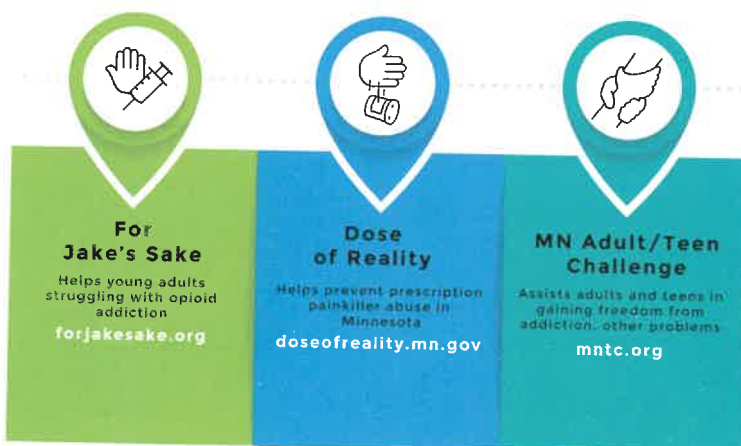 For
Jake's Sake
Helps young adults
struggling with opioid
addiction
forjakesake.org
Dose
of Reality
Helps prevent prescription
painkiller abuse in
Minnesota
doseofreality.mn.gov
MN Adult/Teen
Challenge
Assists adults and teens in
gaining freedom from
addiction, other problems
mntc.org